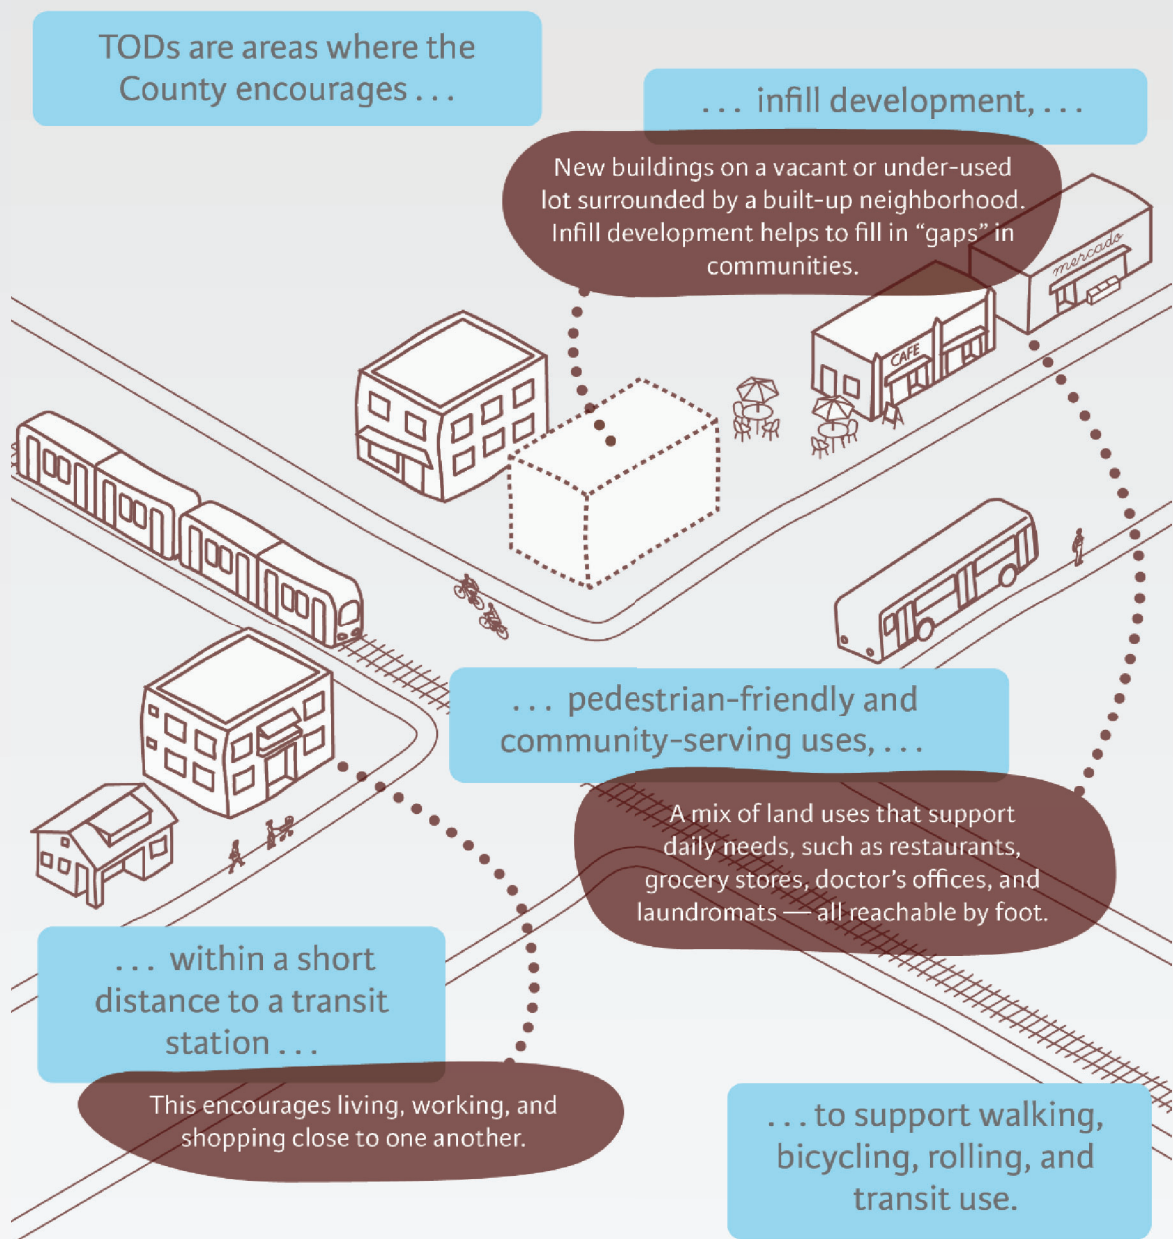 TODs are areas where the
County encourages . . .
. . . infill development, . . .
New buildings on a vacant or under-used
lot surrounded by a built-up neighborhood.
Infill development helps to fill in “gaps” in
communities.
mercado
CAFE
. . . pedestrian-friendly and
community-serving uses, . . .
A mix of land uses that support
daily needs, such as restaurants,
grocery stores, doctor’s offices, and
laundromats — all reachable by foot.
. . . within a short
distance to a transit
station . . .
This encourages living, working, and
shopping close to one another.
. . . to support walking,
bicycling, rolling, and
transit use.